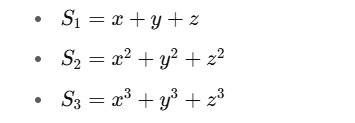 • S₁ = x + y + z
• S₂ = x² + y² + z²
• S₃ = x³ + y³ + z³